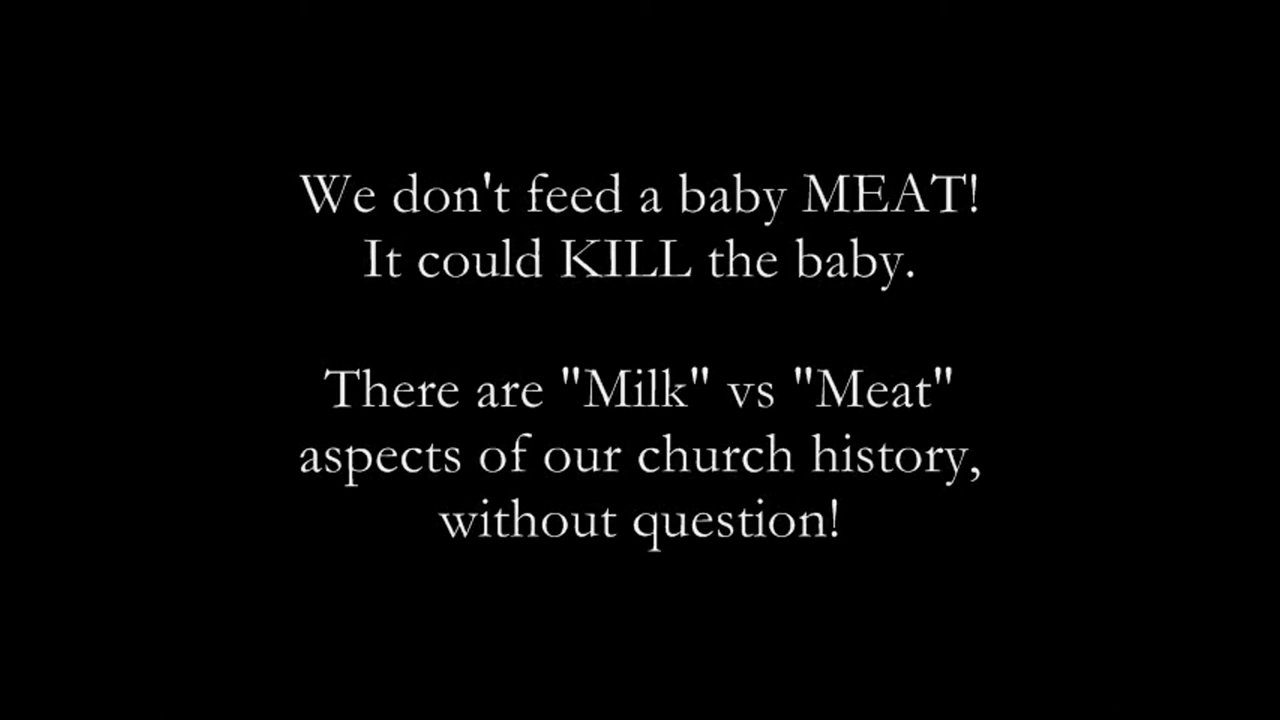 We don't feed a baby MEAT!
It could KILL the baby.
There are "Milk" vs "Meat"
aspects of our church history,
without question!